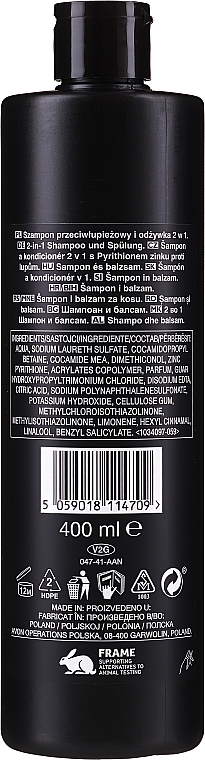 PL Szampon przeciwłupieżowy i odżywka 2 w 1.
DE 2-in-1 Shampoo und Spülung. CZ Šampon
a kondicionér 2 v 1 s Pyrithionem zinku proti
lupům. HU Sampon és balzsam. SK Šampón
a kondicionér v 1. SI Šampon in balzam.
HR/BIH Šampon i balzam.
RS/MNE Šampon i balzam za kosu. RO Șampon și
balsam. BG Шампоан и балсам. MK 2 во 1
Шампон и балсам. AL Shampo dhe balsam.
INGREDIENTS/SASTOJCI/INGREDIENTE/СЪСТАВ/PËRBËRËSIT:
AQUA, SODIUM LAURETH SULFATE, COCAMIDOPROPYL
BETAINE, COCAMIDE MEA, DIMETHICONOL, ZINC
PYRITHIONE, ACRYLATES COPOLYMER, PARFUM, GUAR
HYDROXYPROPYLTRIMONIUM CHLORIDE, DISODIUM EDTA,
CITRIC ACID, SODIUM POLYNAPHTHALENESULFONATE,
POTASSIUM HYDROXIDE, CELLULOSE GUM,
METHYLCHLOROISOTHIAZOLINONE,
METHYLISOTHIAZOLINONE, LIMONENE, HEXYL CINNAMAL,
LINALOOL, BENZYL SALICYLATE. <1034097-059>
5 059018 114709 >
400 ml e
V2G
047-41-AAN
12M
2
HDPE
1003
MADE IN: PROIZVEDENO U:
FABRICAT ÎN: ПРОИЗВЕДЕНО В/ВО:
POLAND / POLJSKOJ / POLÓNIA / ПОЛСКА
AVON OPERATIONS POLSKA, 08-400 GARWOLIN, POLAND.
FRAME
SUPPORTING
ALTERNATIVES TO
ANIMAL TESTING